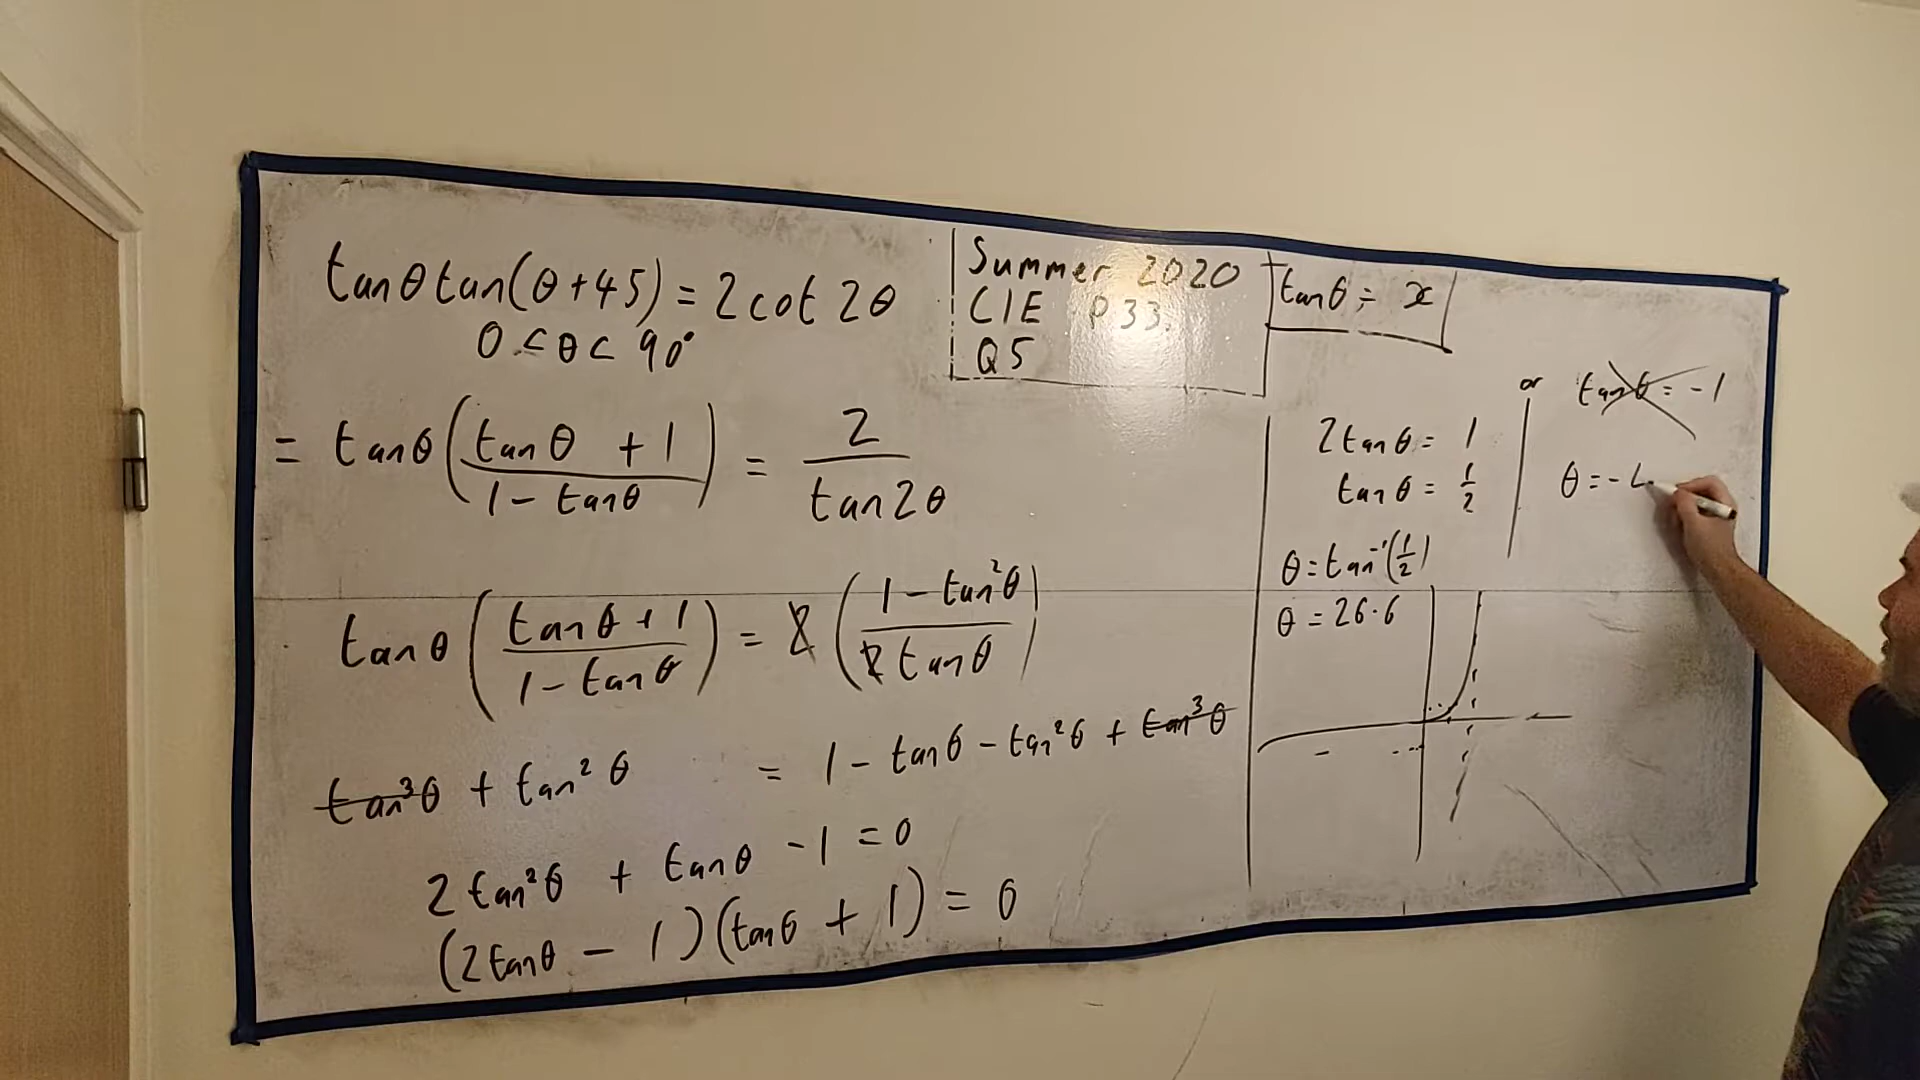 tanθtan(θ+45) = 2cot 2θ
0 < θ < 90°
= tanθ(tanθ + 1 / 1 - tanθ) = 2 / tan2θ
tanθ(tanθ + 1 / 1 - tanθ) = 2(1 - tan²θ / 2tanθ)
tan³θ + tan²θ = 1 - tanθ - tan²θ + tan³θ
2tan²θ + tanθ - 1 = 0
(2tanθ - 1)(tanθ + 1) = 0
Summer 2020
CIE P33.
Q5
tanθ = x
2tanθ = 1
tanθ = 1/2
θ = tan⁻¹(1/2)
θ = 26.6
or tanθ = -1
θ = -